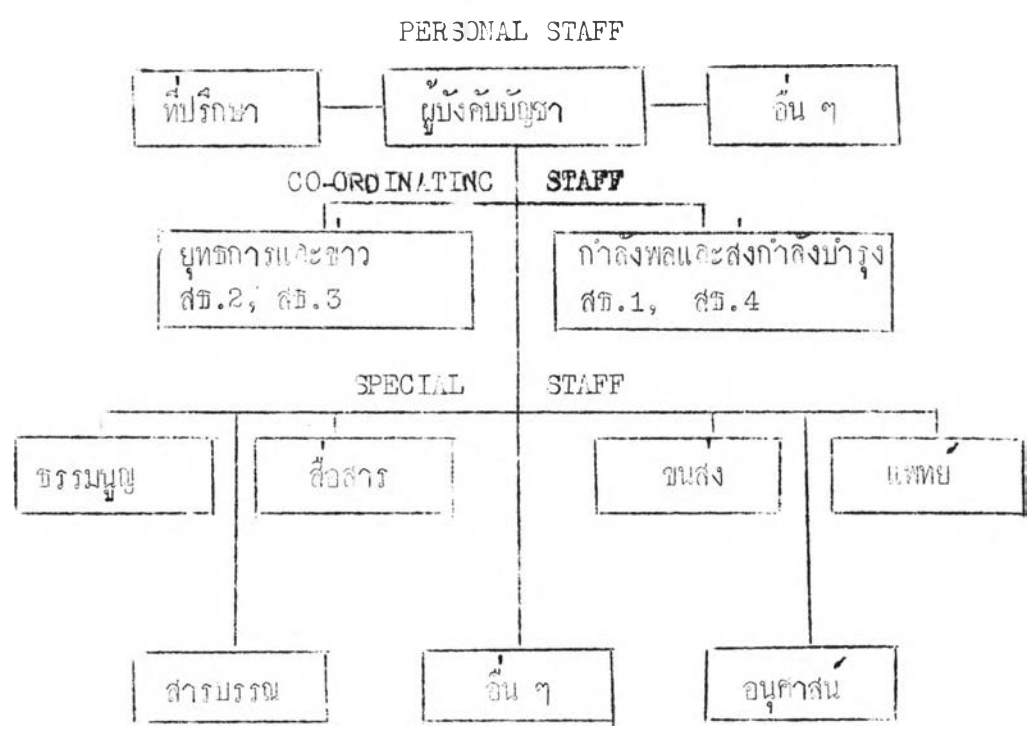 PERSONAL STAFF
ที่ปรึกษา
ผู้บังคับบัญชา
อื่น ๆ
CO-ORDINATING STAFF
ยุทธการและข่าว
สธ.2, สธ.3
กำลังพลและส่งกำลังบำรุง
สธ.1, สธ.4
SPECIAL STAFF
ธรรมนูญ
สื่อสาร
ขนส่ง
แพทย์
สารบรรณ
อื่น ๆ
อนุศาสน์